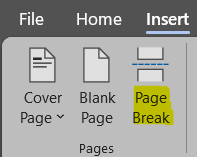 File Home Insert
Cover Blank Page
Page Page Break
Pages